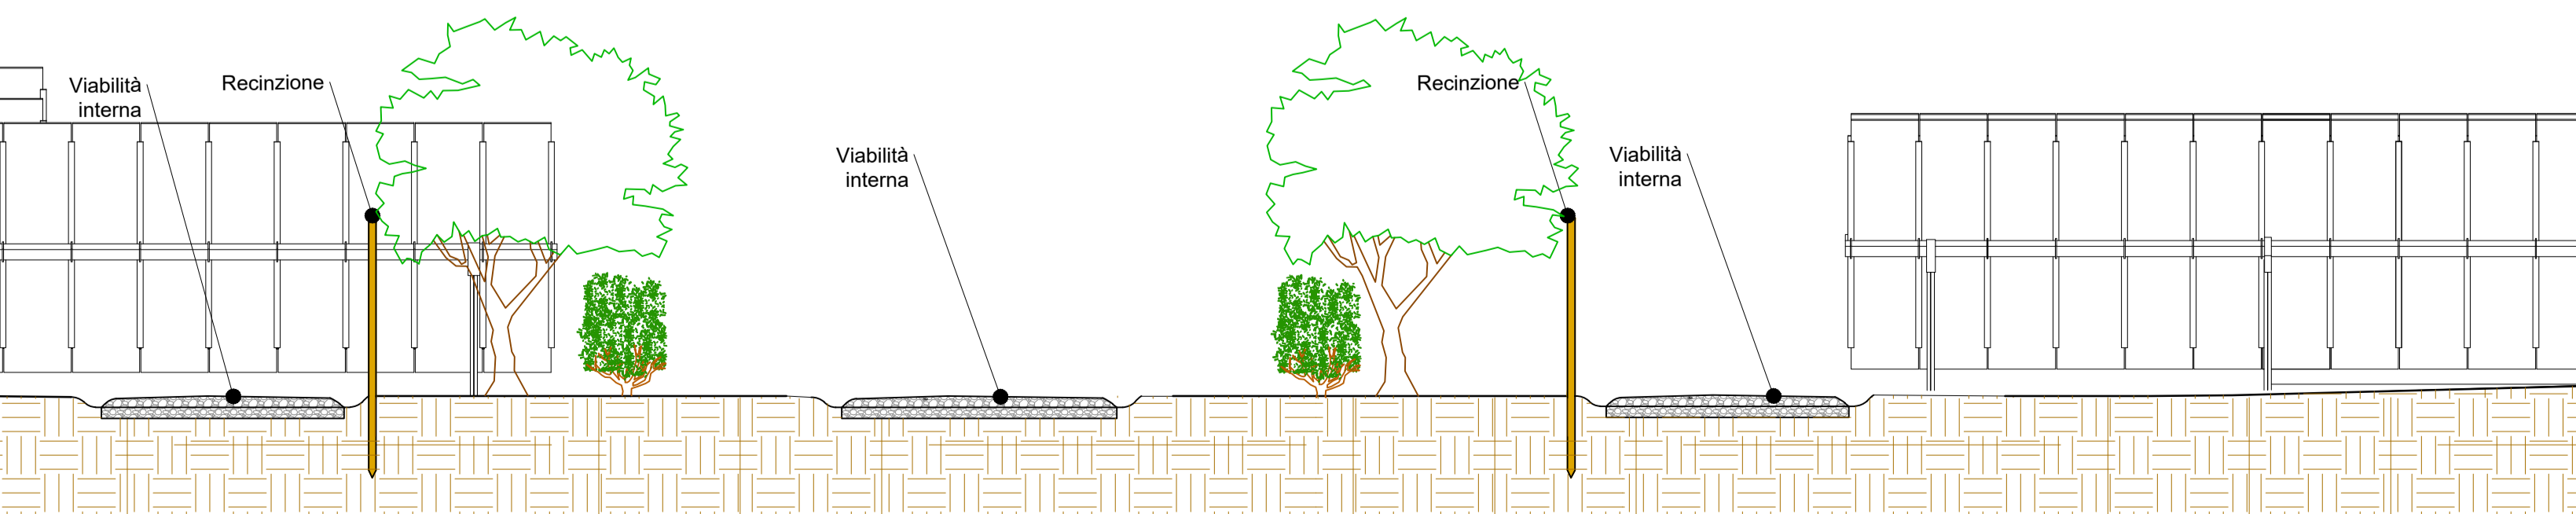 Viabilità
interna
Recinzione
Viabilità
interna
Recinzione
Viabilità
interna